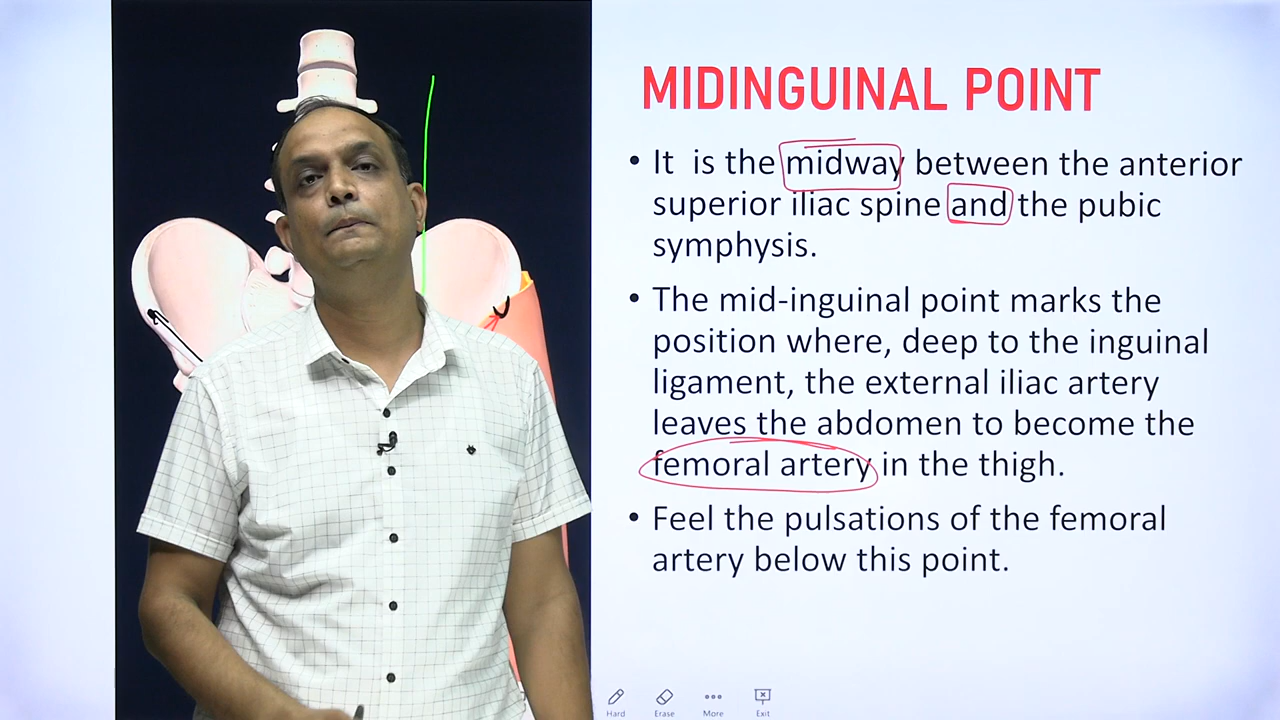 MIDINGUINAL POINT
• It is the midway between the anterior
superior iliac spine and the pubic
symphysis.
• The mid-inguinal point marks the
position where, deep to the inguinal
ligament, the external iliac artery
leaves the abdomen to become the
femoral artery in the thigh.
• Feel the pulsations of the femoral
artery below this point.
Hard Erase More Exit